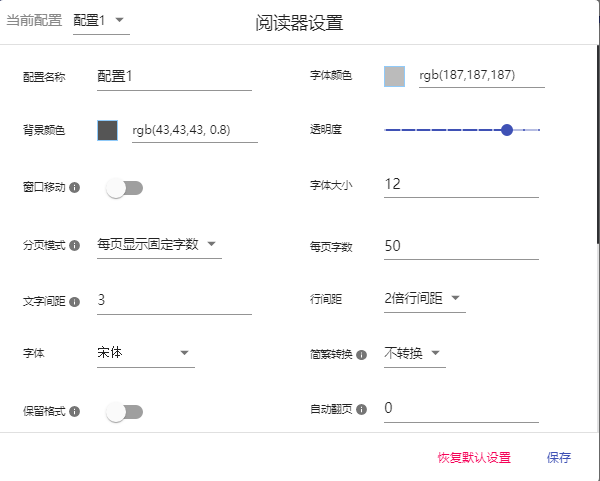 当前配置 配置1 阅读器设置
配置名称 配置1 字体颜色 rgb(187,187,187)
背景颜色 rgb(43,43,43, 0.8) 透明度
窗口移动 字体大小 12
分页模式 每页显示固定字数 每页字数 50
文字间距 3 行间距 2倍行间距
字体 宋体 简繁转换 不转换
保留格式 自动翻页 0
恢复默认设置 保存